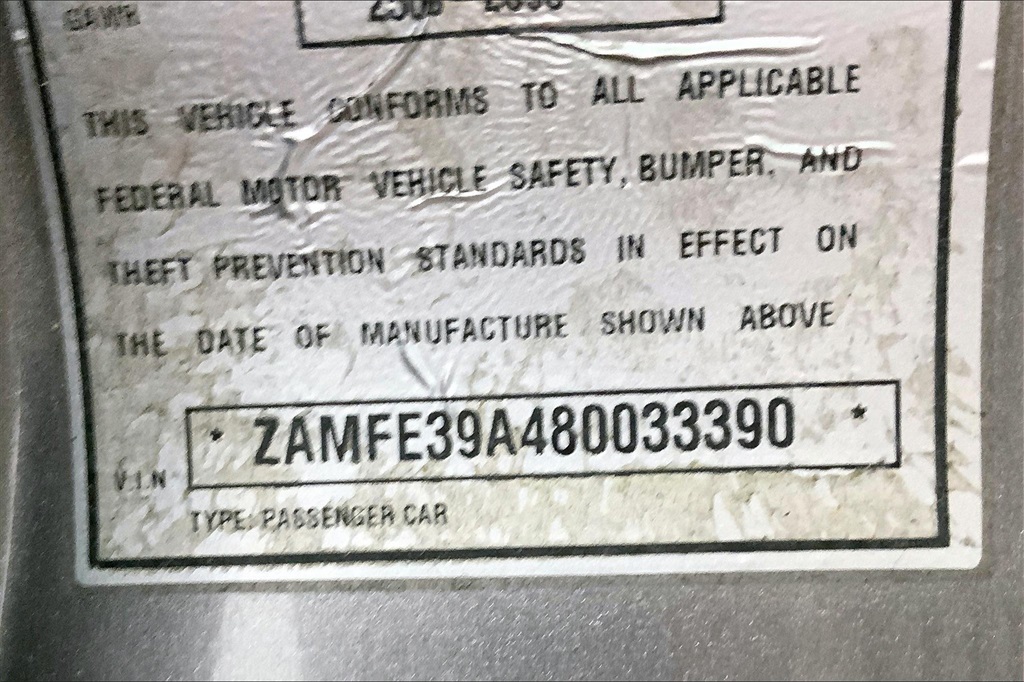 GAWR
THIS VEHICLE CONFORMS TO ALL APPLICABLE
FEDERAL MOTOR VEHICLE SAFETY, BUMPER, AND
THEFT PREVENTION STANDARDS IN EFFECT ON
THE DATE OF MANUFACTURE SHOWN ABOVE
V.I.N * ZAMFE39A480033390 *
TYPE: PASSENGER CAR